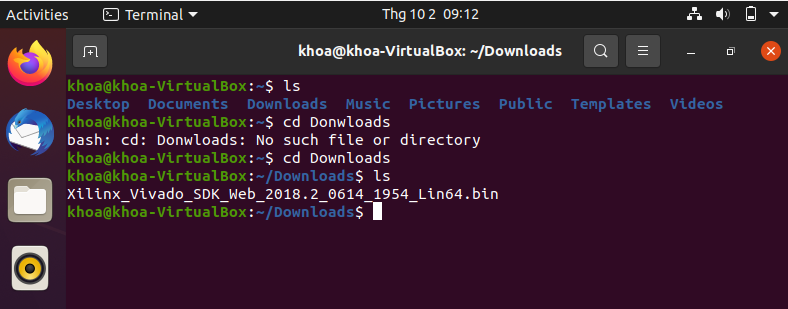 Activities Terminal Thg 10 2 09:12
khoa@khoa-VirtualBox: ~/Downloads
khoa@khoa-VirtualBox:~$ ls
Desktop Documents Downloads Music Pictures Public Templates Videos
khoa@khoa-VirtualBox:~$ cd Donwloads
bash: cd: Donwloads: No such file or directory
khoa@khoa-VirtualBox:~$ cd Downloads
khoa@khoa-VirtualBox:~/Downloads$ ls
Xilinx_Vivado_SDK_Web_2018.2_0614_1954_Lin64.bin
khoa@khoa-VirtualBox:~/Downloads$